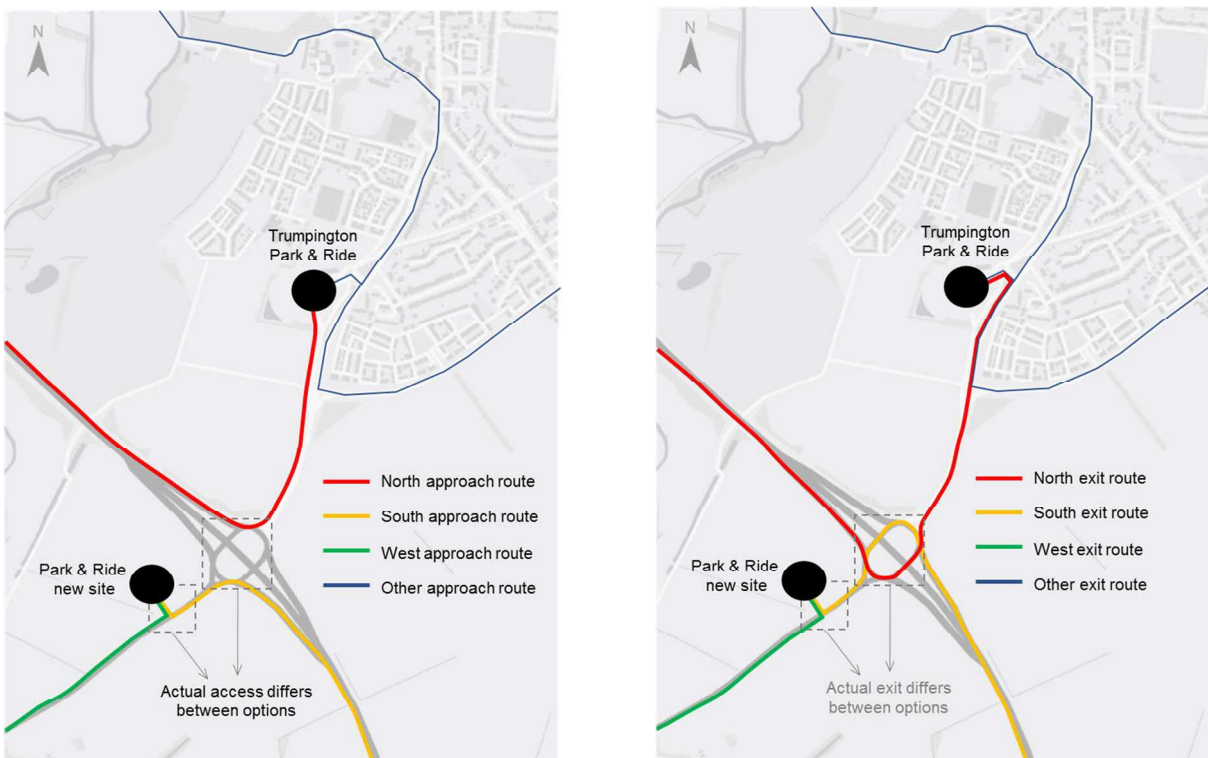 N
Trumpington
Park & Ride
North approach route
South approach route
West approach route
Other approach route
Park & Ride
new site
Actual access differs
between options
N
Trumpington
Park & Ride
North exit route
South exit route
West exit route
Other exit route
Park & Ride
new site
Actual exit differs
between options